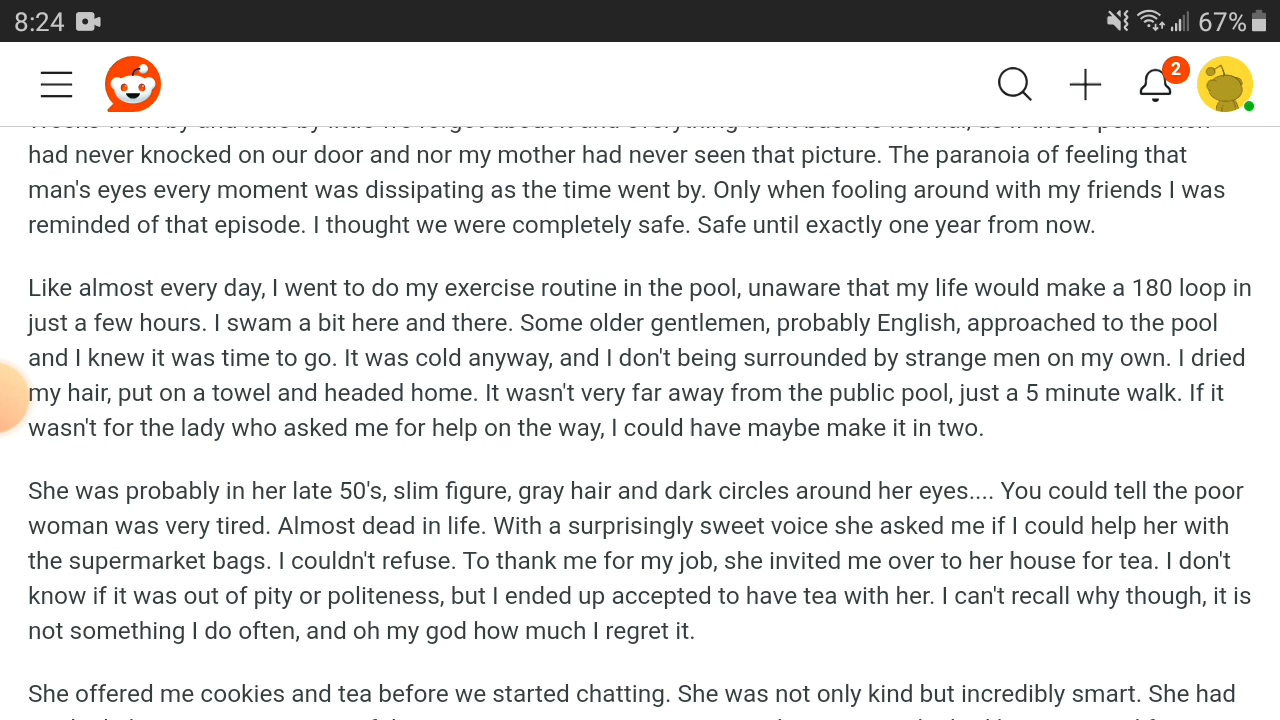 8:24
67%
2
had never knocked on our door and nor my mother had never seen that picture. The paranoia of feeling that
man's eyes every moment was dissipating as the time went by. Only when fooling around with my friends I was
reminded of that episode. I thought we were completely safe. Safe until exactly one year from now.
Like almost every day, I went to do my exercise routine in the pool, unaware that my life would make a 180 loop in
just a few hours. I swam a bit here and there. Some older gentlemen, probably English, approached to the pool
and I knew it was time to go. It was cold anyway, and I don't being surrounded by strange men on my own. I dried
my hair, put on a towel and headed home. It wasn't very far away from the public pool, just a 5 minute walk. If it
wasn't for the lady who asked me for help on the way, I could have maybe make it in two.
She was probably in her late 50's, slim figure, gray hair and dark circles around her eyes.... You could tell the poor
woman was very tired. Almost dead in life. With a surprisingly sweet voice she asked me if I could help her with
the supermarket bags. I couldn't refuse. To thank me for my job, she invited me over to her house for tea. I don't
know if it was out of pity or politeness, but I ended up accepted to have tea with her. I can't recall why though, it is
not something I do often, and oh my god how much I regret it.
She offered me cookies and tea before we started chatting. She was not only kind but incredibly smart. She had